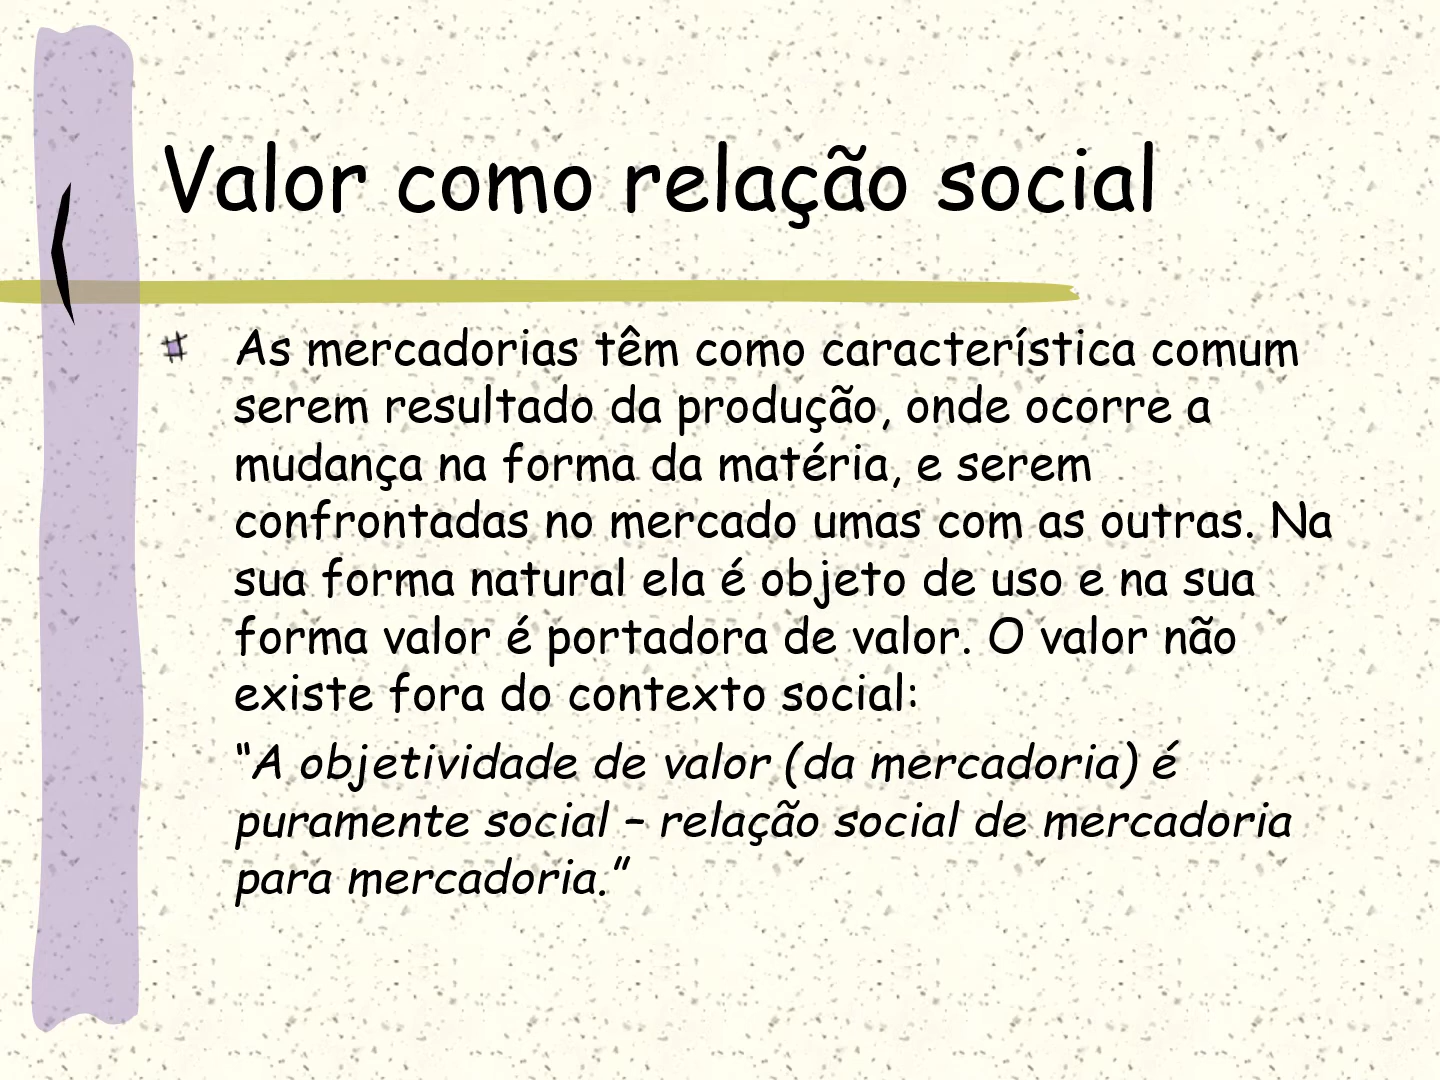 Valor como relação social
As mercadorias têm como característica comum
serem resultado da produção, onde ocorre a
mudança na forma da matéria, e serem
confrontadas no mercado umas com as outras. Na
sua forma natural ela é objeto de uso e na sua
forma valor é portadora de valor. O valor não
existe fora do contexto social:
“A objetividade de valor (da mercadoria) é
puramente social – relação social de mercadoria
para mercadoria.”